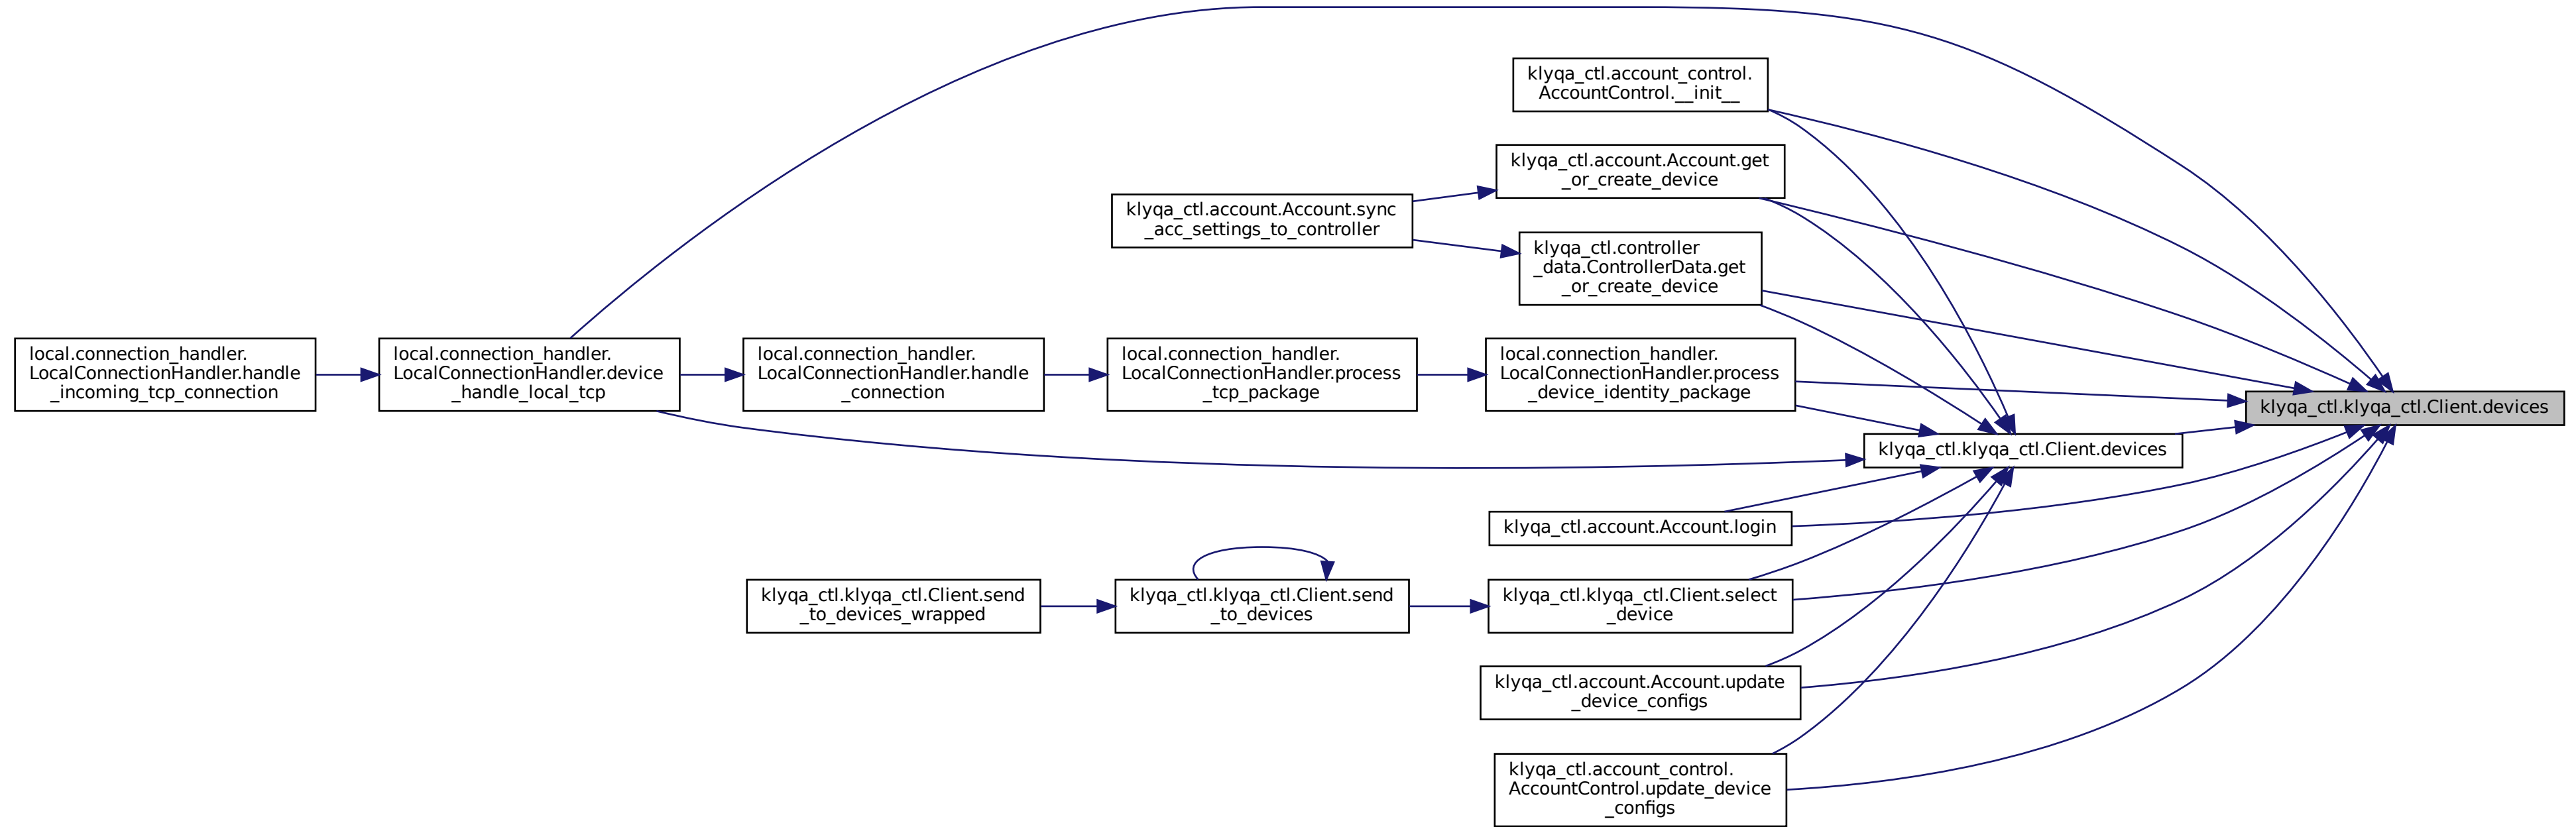 klyqa_ctl.account_control.
AccountControl.__init__
klyqa_ctl.account.Account.get
_or_create_device
klyqa_ctl.account.Account.sync
_acc_settings_to_controller
klyqa_ctl.controller
_data.ControllerData.get
_or_create_device
local.connection_handler.
LocalConnectionHandler.handle
_incoming_tcp_connection
local.connection_handler.
LocalConnectionHandler.device
_handle_local_tcp
local.connection_handler.
LocalConnectionHandler.handle
_connection
local.connection_handler.
LocalConnectionHandler.process
_tcp_package
local.connection_handler.
LocalConnectionHandler.process
_device_identity_package
klyqa_ctl.klyqa_ctl.Client.devices
klyqa_ctl.klyqa_ctl.Client.devices
klyqa_ctl.account.Account.login
klyqa_ctl.klyqa_ctl.Client.send
_to_devices_wrapped
klyqa_ctl.klyqa_ctl.Client.send
_to_devices
klyqa_ctl.klyqa_ctl.Client.select
_device
klyqa_ctl.account.Account.update
_device_configs
klyqa_ctl.account_control.
AccountControl.update_device
_configs